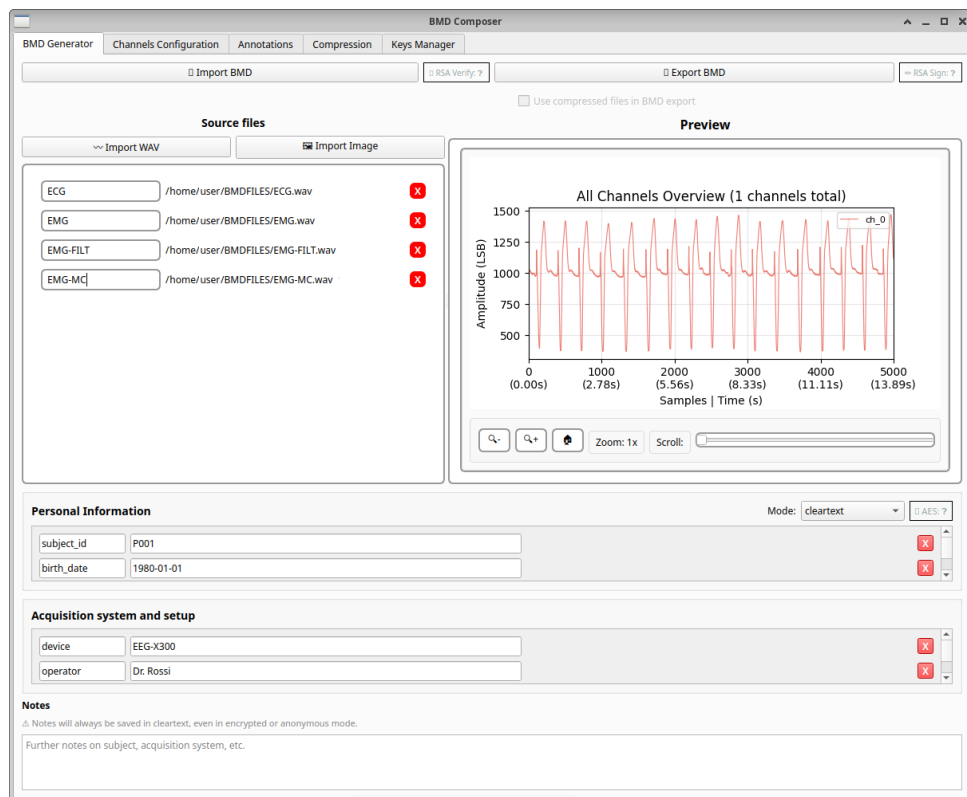 BMD Composer
BMD Generator Channels Configuration Annotations Compression Keys Manager
Import BMD RSA Verify: ? Export BMD RSA Sign: ?
Use compressed files in BMD export
Source files
Preview
Import WAV Import Image
ECG /home/user/BMDFILES/ECG.wav X
EMG /home/user/BMDFILES/EMG.wav X
EMG-FILT /home/user/BMDFILES/EMG-FILT.wav X
EMG-MC /home/user/BMDFILES/EMG-MC.wav X
All Channels Overview (1 channels total)
ch_0
Amplitude (LSB)
1500
1250
1000
750
500
0 1000 2000 3000 4000 5000
(0.00s) (2.78s) (5.56s) (8.33s) (11.11s) (13.89s)
Samples | Time (s)
Zoom: 1x Scroll:
Personal Information Mode: cleartext AES: ?
subject_id P001 X
birth_date 1980-01-01 X
Acquisition system and setup
device EEG-X300 X
operator Dr. Rossi X
Notes
⚠ Notes will always be saved in cleartext, even in encrypted or anonymous mode.
Further notes on subject, acquisition system, etc.